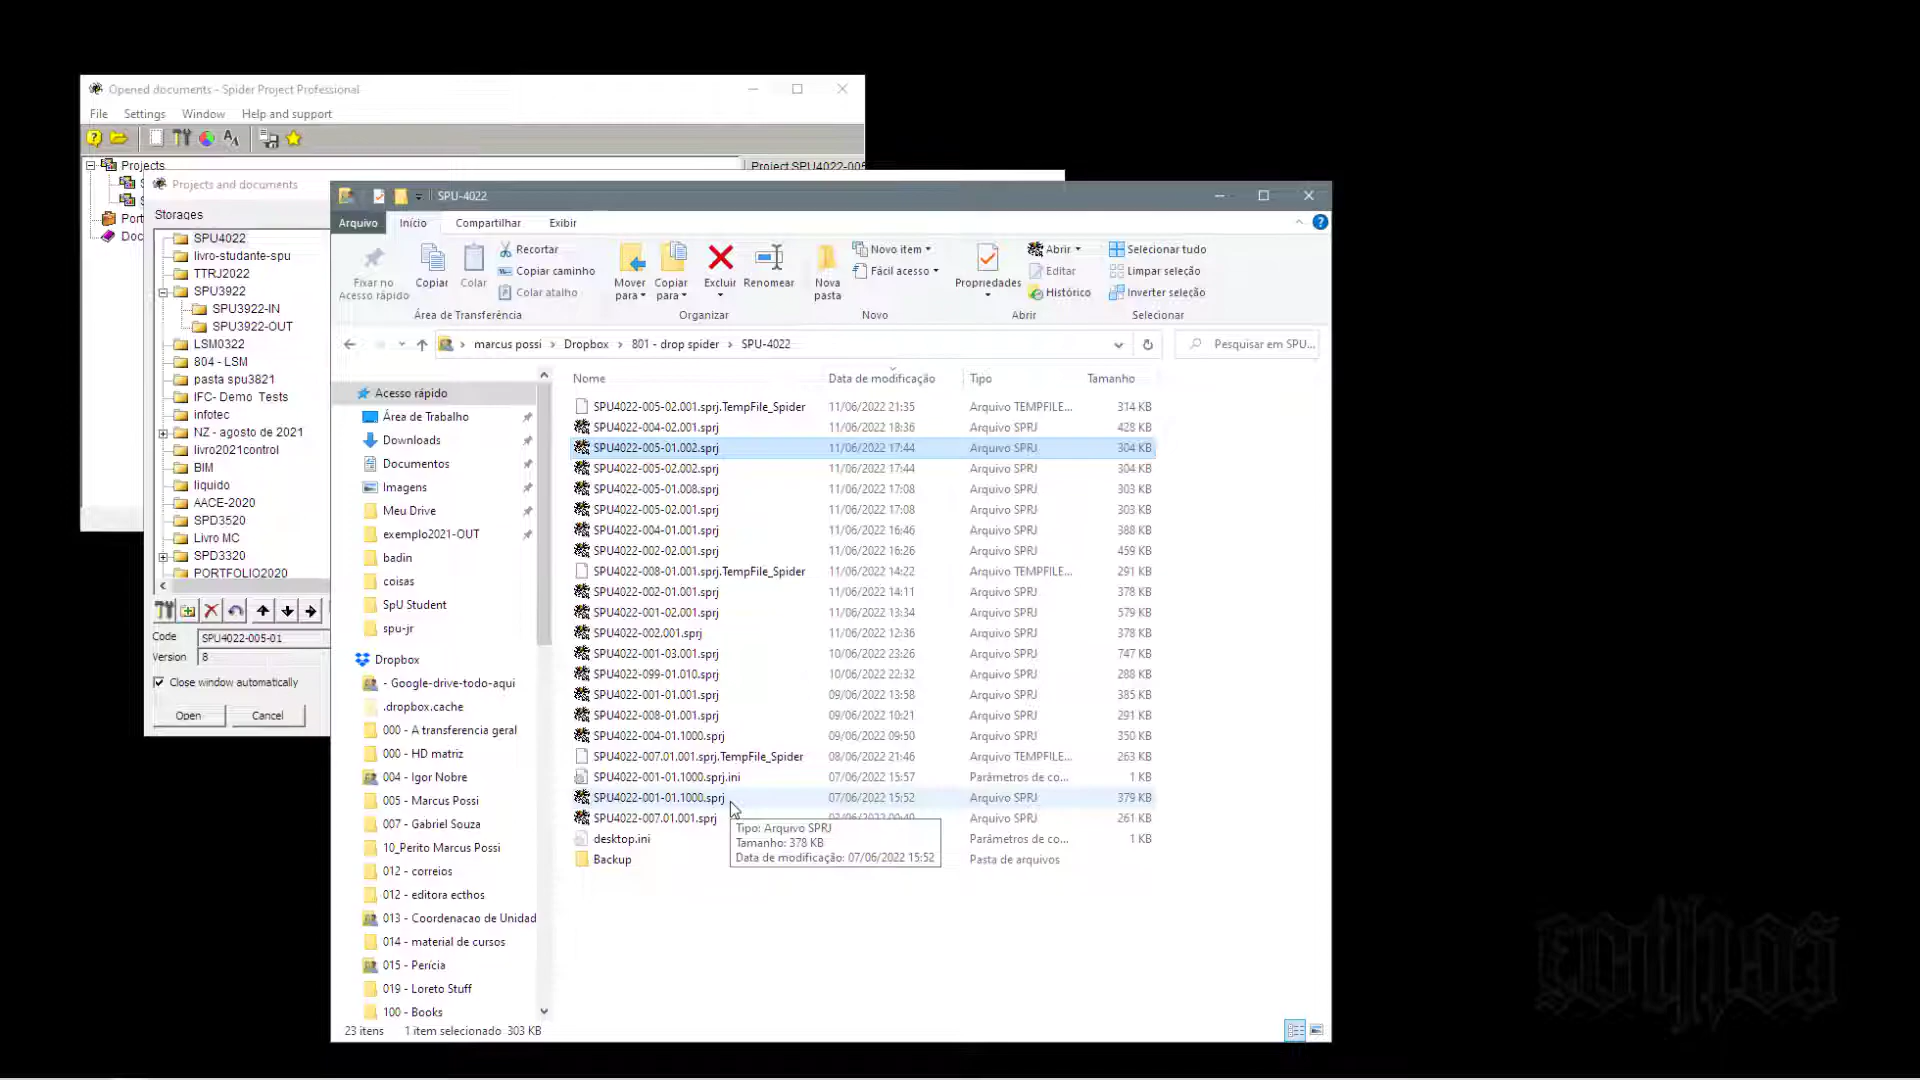 Opened documents - Spider Project Professional
File Settings Window Help and support
Projects
Project SPU4022-005
Port
Doc
Projects and documents
Storages
SPU4022
livro-studante-spu
TTRJ2022
SPU3922
SPU3922-IN
SPU3922-OUT
LSM0322
804 - LSM
pasta spu3821
IFC- Demo Tests
infotec
NZ - agosto de 2021
livro2021control
BIM
liquido
AACE-2020
SPD3520
Livro MC
SPD3320
PORTFOLIO2020
Code SPU4022-005-01
Version 8
Close window automatically
Open Cancel
SPU-4022
Arquivo Início Compartilhar Exibir
Fixar no Acesso rápido
Copiar
Colar
Recortar
Copiar caminho
Colar atalho
Área de Transferência
Mover para
Copiar para
Excluir
Renomear
Organizar
Nova pasta
Novo item
Fácil acesso
Novo
Propriedades
Abrir
Editar
Histórico
Abrir
Selecionar tudo
Limpar seleção
Inverter seleção
Selecionar
marcus possi > Dropbox > 801 - drop spider > SPU-4022
Pesquisar em SPU...
Acesso rápido
Área de Trabalho
Downloads
Documentos
Imagens
Meu Drive
exemplo2021-OUT
badin
coisas
SpU Student
spu-jr
Dropbox
- Google-drive-todo-aqui
.dropbox.cache
000 - A transferencia geral
000 - HD matriz
004 - Igor Nobre
005 - Marcus Possi
007 - Gabriel Souza
10_Perito Marcus Possi
012 - correios
012 - editora ecthos
013 - Coordenacao de Unidad
014 - material de cursos
015 - Perícia
019 - Loreto Stuff
100 - Books
Nome Data de modificação Tipo Tamanho
SPU4022-005-02.001.sprj.TempFile_Spider 11/06/2022 21:35 Arquivo TEMPFILE... 314 KB
SPU4022-004-02.001.sprj 11/06/2022 18:36 Arquivo SPRJ 428 KB
SPU4022-005-01.002.sprj 11/06/2022 17:44 Arquivo SPRJ 304 KB
SPU4022-005-02.002.sprj 11/06/2022 17:44 Arquivo SPRJ 304 KB
SPU4022-005-01.008.sprj 11/06/2022 17:08 Arquivo SPRJ 303 KB
SPU4022-005-02.001.sprj 11/06/2022 17:08 Arquivo SPRJ 303 KB
SPU4022-004-01.001.sprj 11/06/2022 16:46 Arquivo SPRJ 388 KB
SPU4022-002-02.001.sprj 11/06/2022 16:26 Arquivo SPRJ 459 KB
SPU4022-008-01.001.sprj.TempFile_Spider 11/06/2022 14:22 Arquivo TEMPFILE... 291 KB
SPU4022-002-01.001.sprj 11/06/2022 14:11 Arquivo SPRJ 378 KB
SPU4022-001-02.001.sprj 11/06/2022 13:34 Arquivo SPRJ 579 KB
SPU4022-002.001.sprj 11/06/2022 12:36 Arquivo SPRJ 378 KB
SPU4022-001-03.001.sprj 10/06/2022 23:26 Arquivo SPRJ 747 KB
SPU4022-099-01.010.sprj 10/06/2022 22:32 Arquivo SPRJ 288 KB
SPU4022-001-01.001.sprj 09/06/2022 13:58 Arquivo SPRJ 385 KB
SPU4022-008-01.001.sprj 09/06/2022 10:21 Arquivo SPRJ 291 KB
SPU4022-004-01.1000.sprj 09/06/2022 09:50 Arquivo SPRJ 350 KB
SPU4022-007.01.001.sprj.TempFile_Spider 08/06/2022 21:46 Arquivo TEMPFILE... 263 KB
SPU4022-001-01.1000.sprj.ini 07/06/2022 15:57 Parâmetros de co... 1 KB
SPU4022-001-01.1000.sprj 07/06/2022 15:52 Arquivo SPRJ 379 KB
SPU4022-007.01.001.sprj Arquivo SPRJ 261 KB
desktop.ini Parâmetros de co... 1 KB
Backup Pasta de arquivos
Tipo: Arquivo SPRJ
Tamanho: 378 KB
Data de modificação: 07/06/2022 15:52
23 itens 1 item selecionado 303 KB